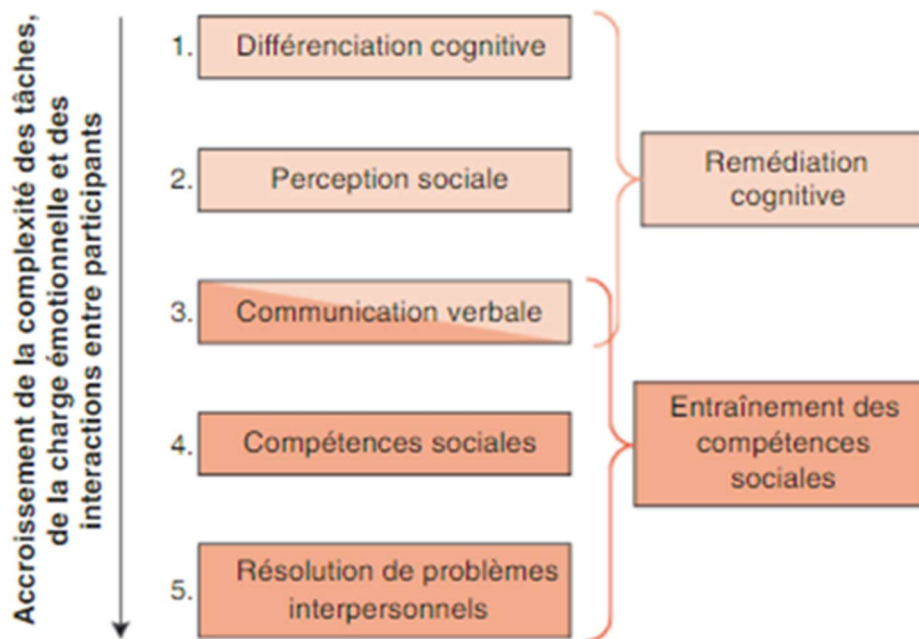 Accroissement de la complexité des tâches,
de la charge émotionnelle et des
interactions entre participants
1. Différenciation cognitive
2. Perception sociale
3. Communication verbale
4. Compétences sociales
5. Résolution de problèmes
interpersonnels
Remédiation
cognitive
Entraînement des
compétences
sociales